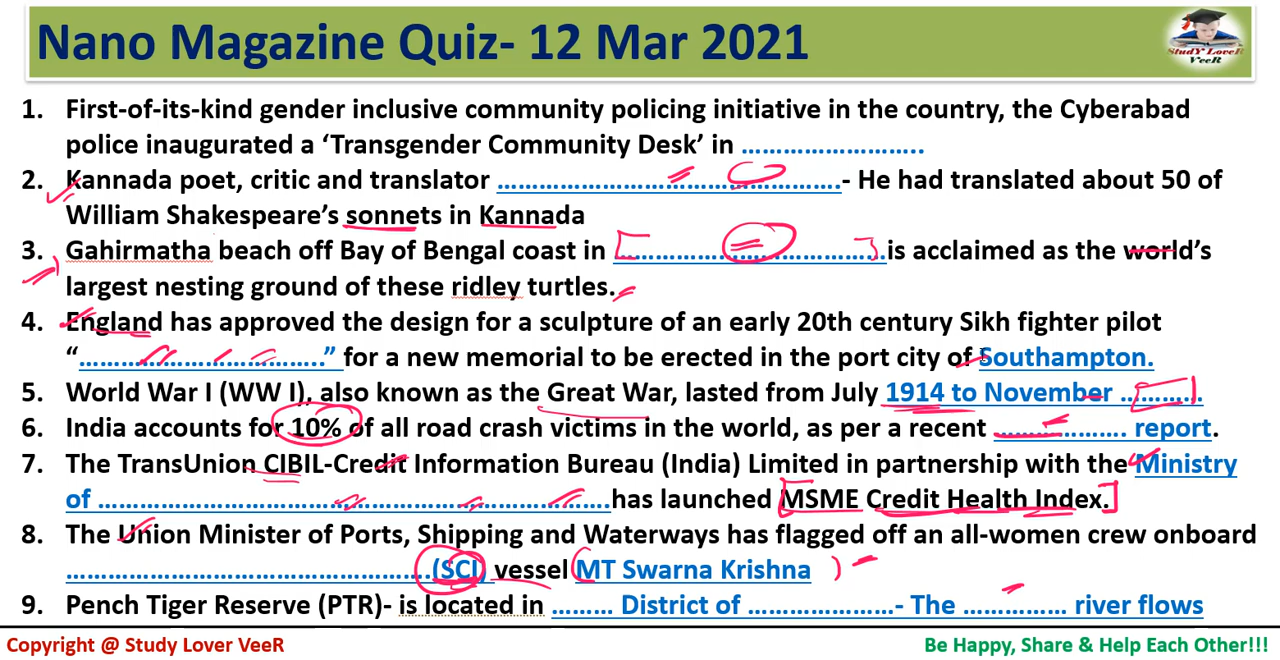 Nano Magazine Quiz- 12 Mar 2021
StudY LoveR
VeeR
1. First-of-its-kind gender inclusive community policing initiative in the country, the Cyberabad
police inaugurated a ‘Transgender Community Desk’ in ……………………..
2. Kannada poet, critic and translator ………………………………………….- He had translated about 50 of
William Shakespeare’s sonnets in Kannada
3. Gahirmatha beach off Bay of Bengal coast in ………………………………….is acclaimed as the world’s
largest nesting ground of these ridley turtles.
4. England has approved the design for a sculpture of an early 20th century Sikh fighter pilot
“……………………………..” for a new memorial to be erected in the port city of Southampton.
5. World War I (WW I), also known as the Great War, lasted from July 1914 to November ………..
6. India accounts for 10% of all road crash victims in the world, as per a recent ………………. report.
7. The TransUnion CIBIL-Credit Information Bureau (India) Limited in partnership with the Ministry
of ………………………………………………………………..has launched MSME Credit Health Index.
8. The Union Minister of Ports, Shipping and Waterways has flagged off an all-women crew onboard
……………………………………………..(SCI) vessel MT Swarna Krishna
9. Pench Tiger Reserve (PTR)- is located in ……… District of ………………….- The …………… river flows
Copyright @ Study Lover VeeR
Be Happy, Share & Help Each Other!!!